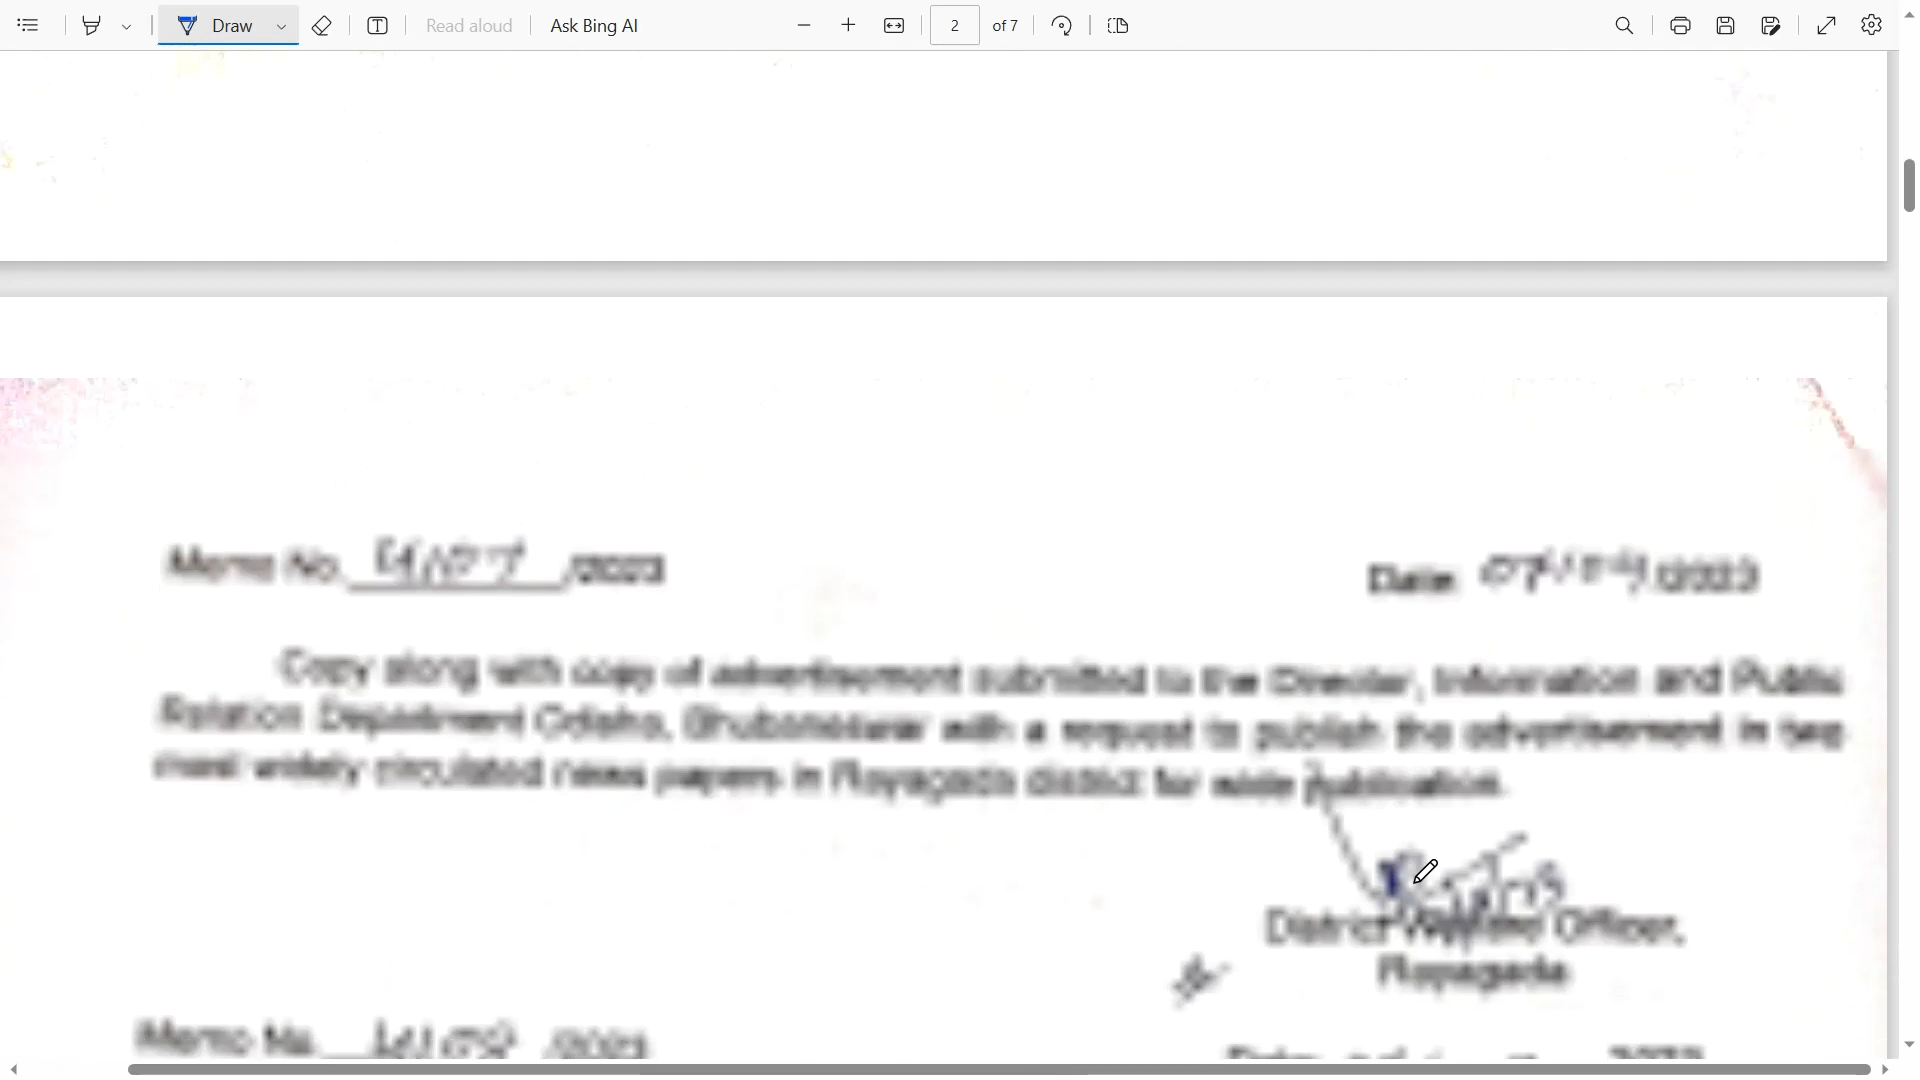 Draw
Read aloud
Ask Bing AI
2
of 7
Memo No. /2023
Date: /2023
Copy along with copy of advertisement submitted to the Director, Information and Public
Relation Department Odisha, Bhubaneswar with a request to publish the advertisement in two
most widely circulated news papers in Rayagada district for wide publication.
District Welfare Officer,
Rayagada
Memo No. /2023